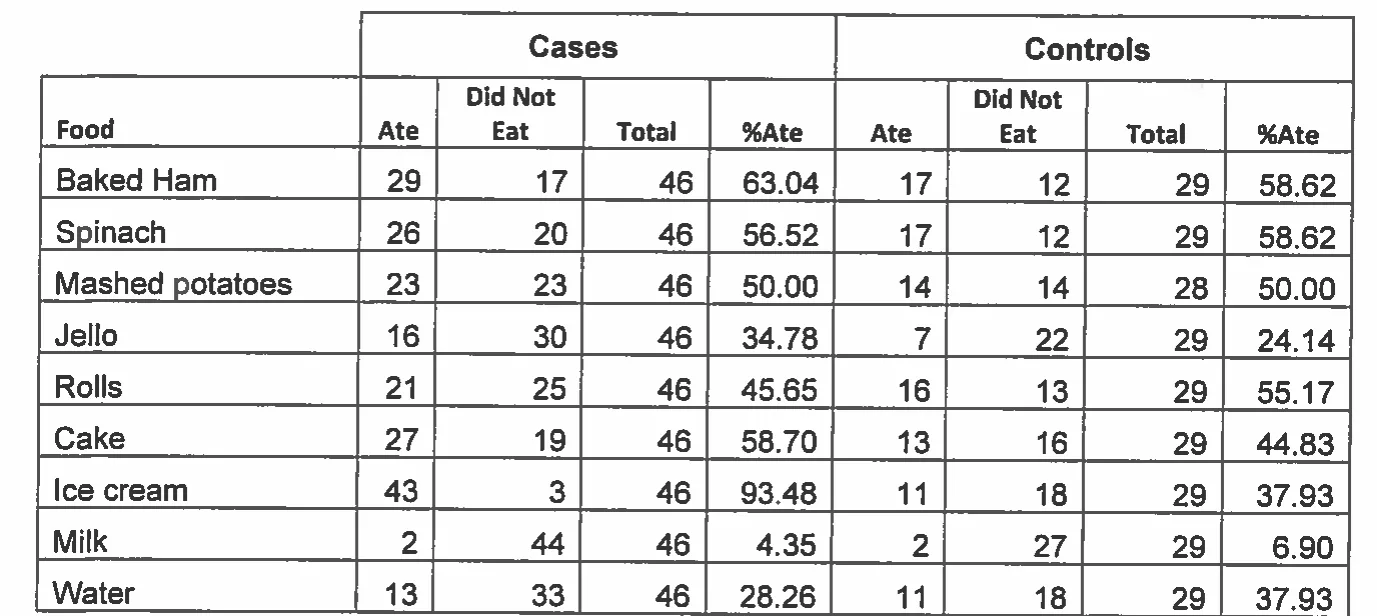 Cases Controls
Food Ate Did Not Eat Total %Ate Ate Did Not Eat Total %Ate
Baked Ham 29 17 46 63.04 17 12 29 58.62
Spinach 26 20 46 56.52 17 12 29 58.62
Mashed potatoes 23 23 46 50.00 14 14 28 50.00
Jello 16 30 46 34.78 7 22 29 24.14
Rolls 21 25 46 45.65 16 13 29 55.17
Cake 27 19 46 58.70 13 16 29 44.83
Ice cream 43 3 46 93.48 11 18 29 37.93
Milk 2 44 46 4.35 2 27 29 6.90
Water 13 33 46 28.26 11 18 29 37.93